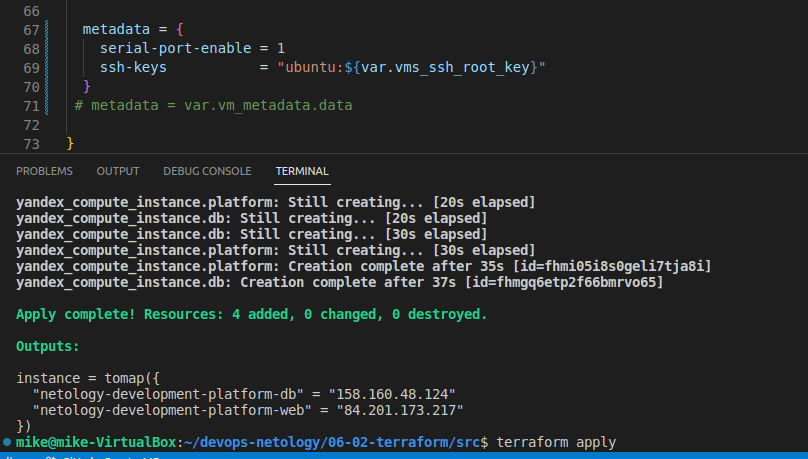 66
67 metadata = {
68 serial-port-enable = 1
69 ssh-keys = "ubuntu:${var.vms_ssh_root_key}"
70 }
71 # metadata = var.vm_metadata.data
72
73 }
PROBLEMS OUTPUT DEBUG CONSOLE TERMINAL
yandex_compute_instance.platform: Still creating... [20s elapsed]
yandex_compute_instance.db: Still creating... [20s elapsed]
yandex_compute_instance.db: Still creating... [30s elapsed]
yandex_compute_instance.platform: Still creating... [30s elapsed]
yandex_compute_instance.platform: Creation complete after 35s [id=fhmi05i8s0geli7tja8i]
yandex_compute_instance.db: Creation complete after 37s [id=fhmgq6etp2f66bmrvo65]
Apply complete! Resources: 4 added, 0 changed, 0 destroyed.
Outputs:
instance = tomap({
"netology-development-platform-db" = "158.160.48.124"
"netology-development-platform-web" = "84.201.173.217"
})
mike@mike-VirtualBox:~/devops-netology/06-02-terraform/src$ terraform apply